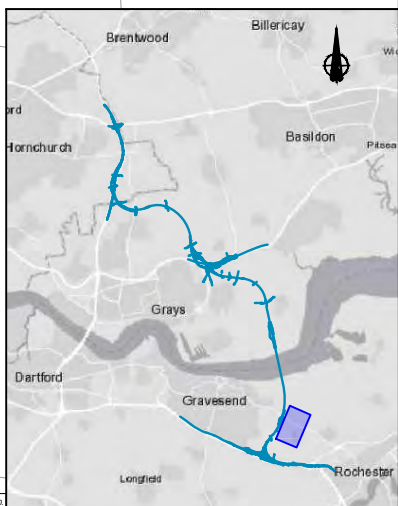 Billericay
Brentwood
Basildon
Hornchurch
Pitsea
Grays
Dartford
Gravesend
Rochester
Longfield